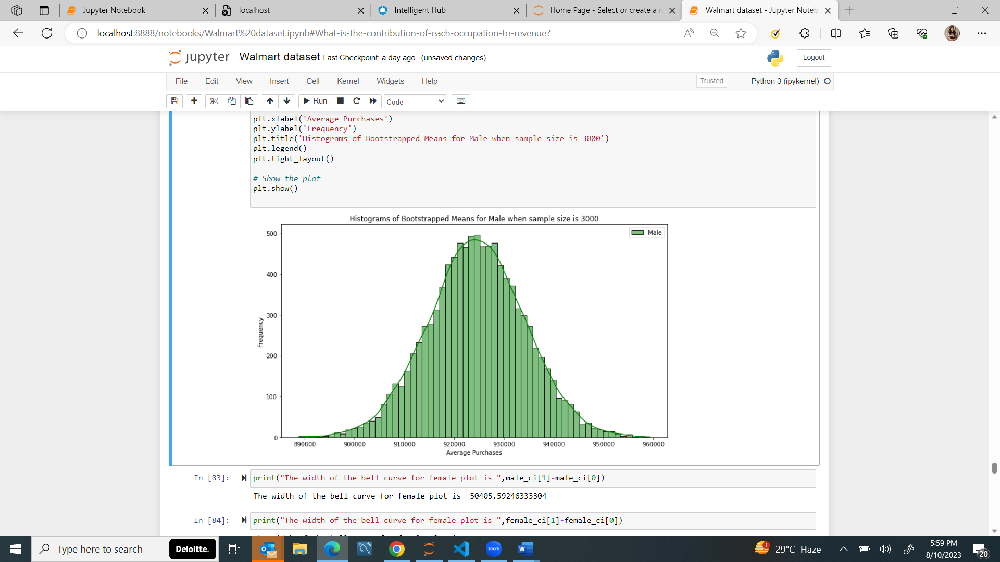 Jupyter Notebook
localhost
Intelligent Hub
Home Page - Select or create a n
Walmart dataset - Jupyter Noteb
localhost:8888/notebooks/Walmart%20dataset.ipynb#What-is-the-contribution-of-each-occupation-to-revenue?
jupyter Walmart dataset Last Checkpoint: a day ago (unsaved changes)
Logout
File Edit View Insert Cell Kernel Widgets Help
Trusted
Python 3 (ipykernel)
Run
Code
plt.xlabel('Average Purchases')
plt.ylabel('Frequency')
plt.title('Histograms of Bootstrapped Means for Male when sample size is 3000')
plt.legend()
plt.tight_layout()
# Show the plot
plt.show()
Histograms of Bootstrapped Means for Male when sample size is 3000
Male
500
400
300
200
100
0
Frequency
890000 900000 910000 920000 930000 940000 950000 960000
Average Purchases
In [83]:
print("The width of the bell curve for female plot is ",male_ci[1]-male_ci[0])
The width of the bell curve for female plot is  50405.59246333304
In [84]:
print("The width of the bell curve for female plot is ",female_ci[1]-female_ci[0])
Type here to search
Deloitte.
zoom
1
29°C Haze
5:59 PM
8/10/2023
20